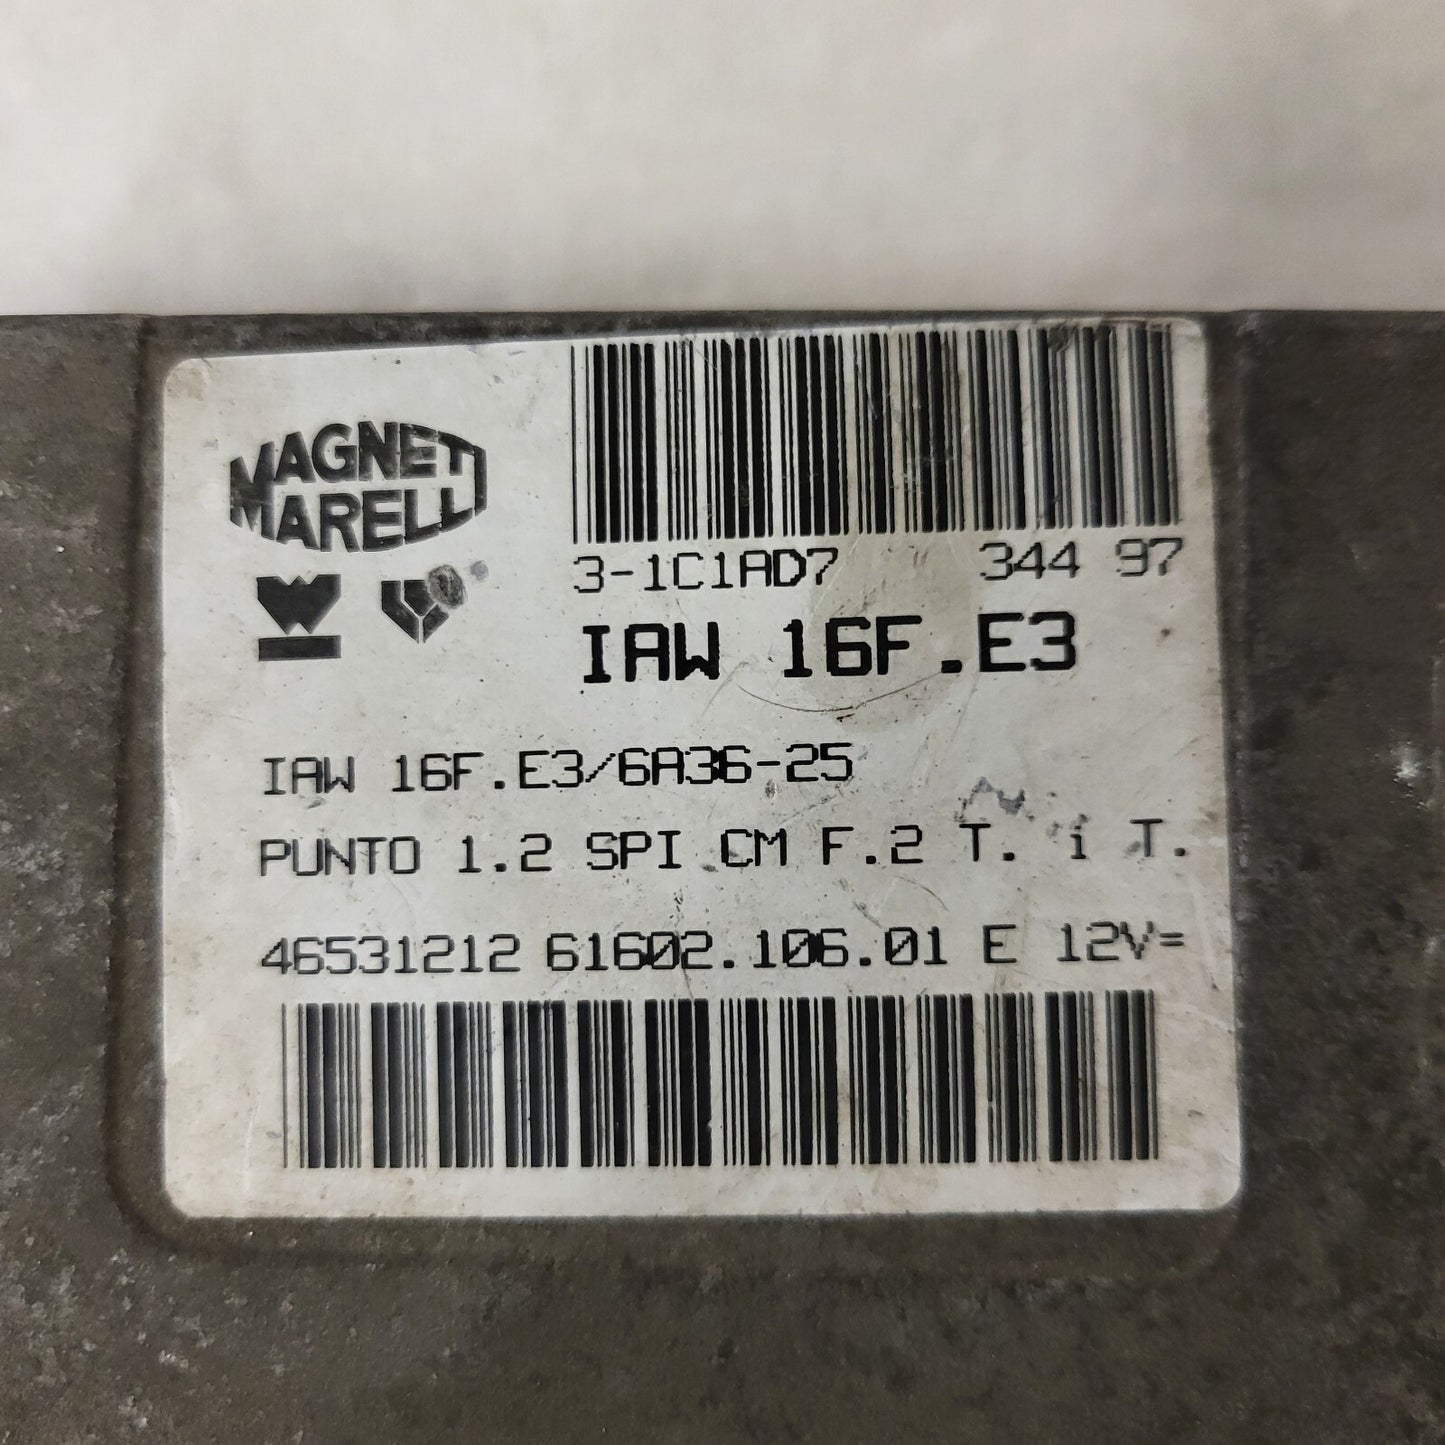 MAGNETI
MARELLI
3-1C1AD7 344 97
IAW 16F.E3
IAW 16F.E3/6A36-25
PUNTO 1.2 SPI CM F.2 T. i T.
46531212 61602.106.01 E 12V=